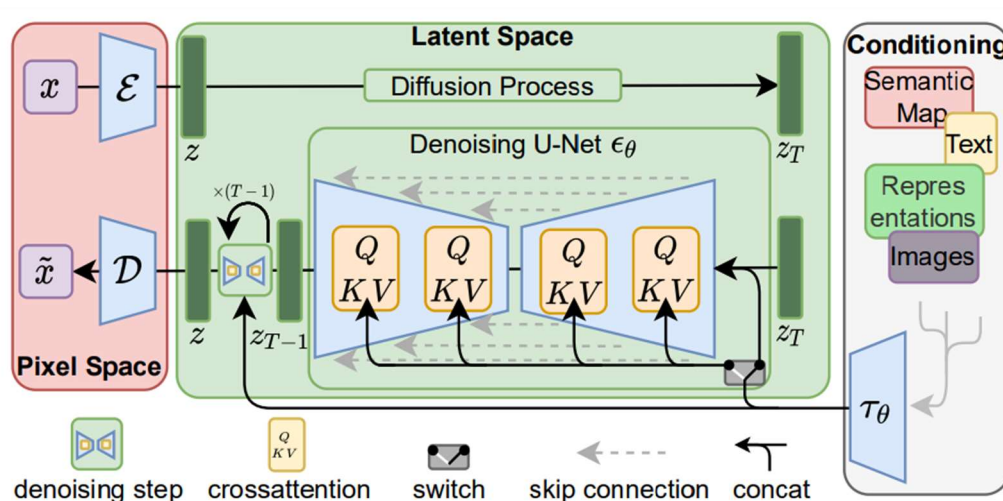 Latent Space
Conditioning
x
ℰ
z
Diffusion Process
z_T
Semantic
Map
Text
Repres
entations
Images
Denoising U-Net ϵ_θ
×(T−1)
x̃
𝒟
z
z_{T−1}
Q
KV
Q
KV
Q
KV
Q
KV
z_T
Pixel Space
τ_θ
Q
KV
denoising step
crossattention
switch
skip connection
concat